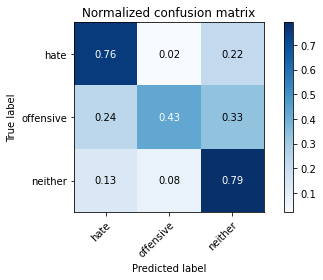 Normalized confusion matrix
True label
hate
0.76 0.02 0.22
offensive
0.24 0.43 0.33
neither
0.13 0.08 0.79
hate offensive neither
Predicted label
0.7
0.6
0.5
0.4
0.3
0.2
0.1